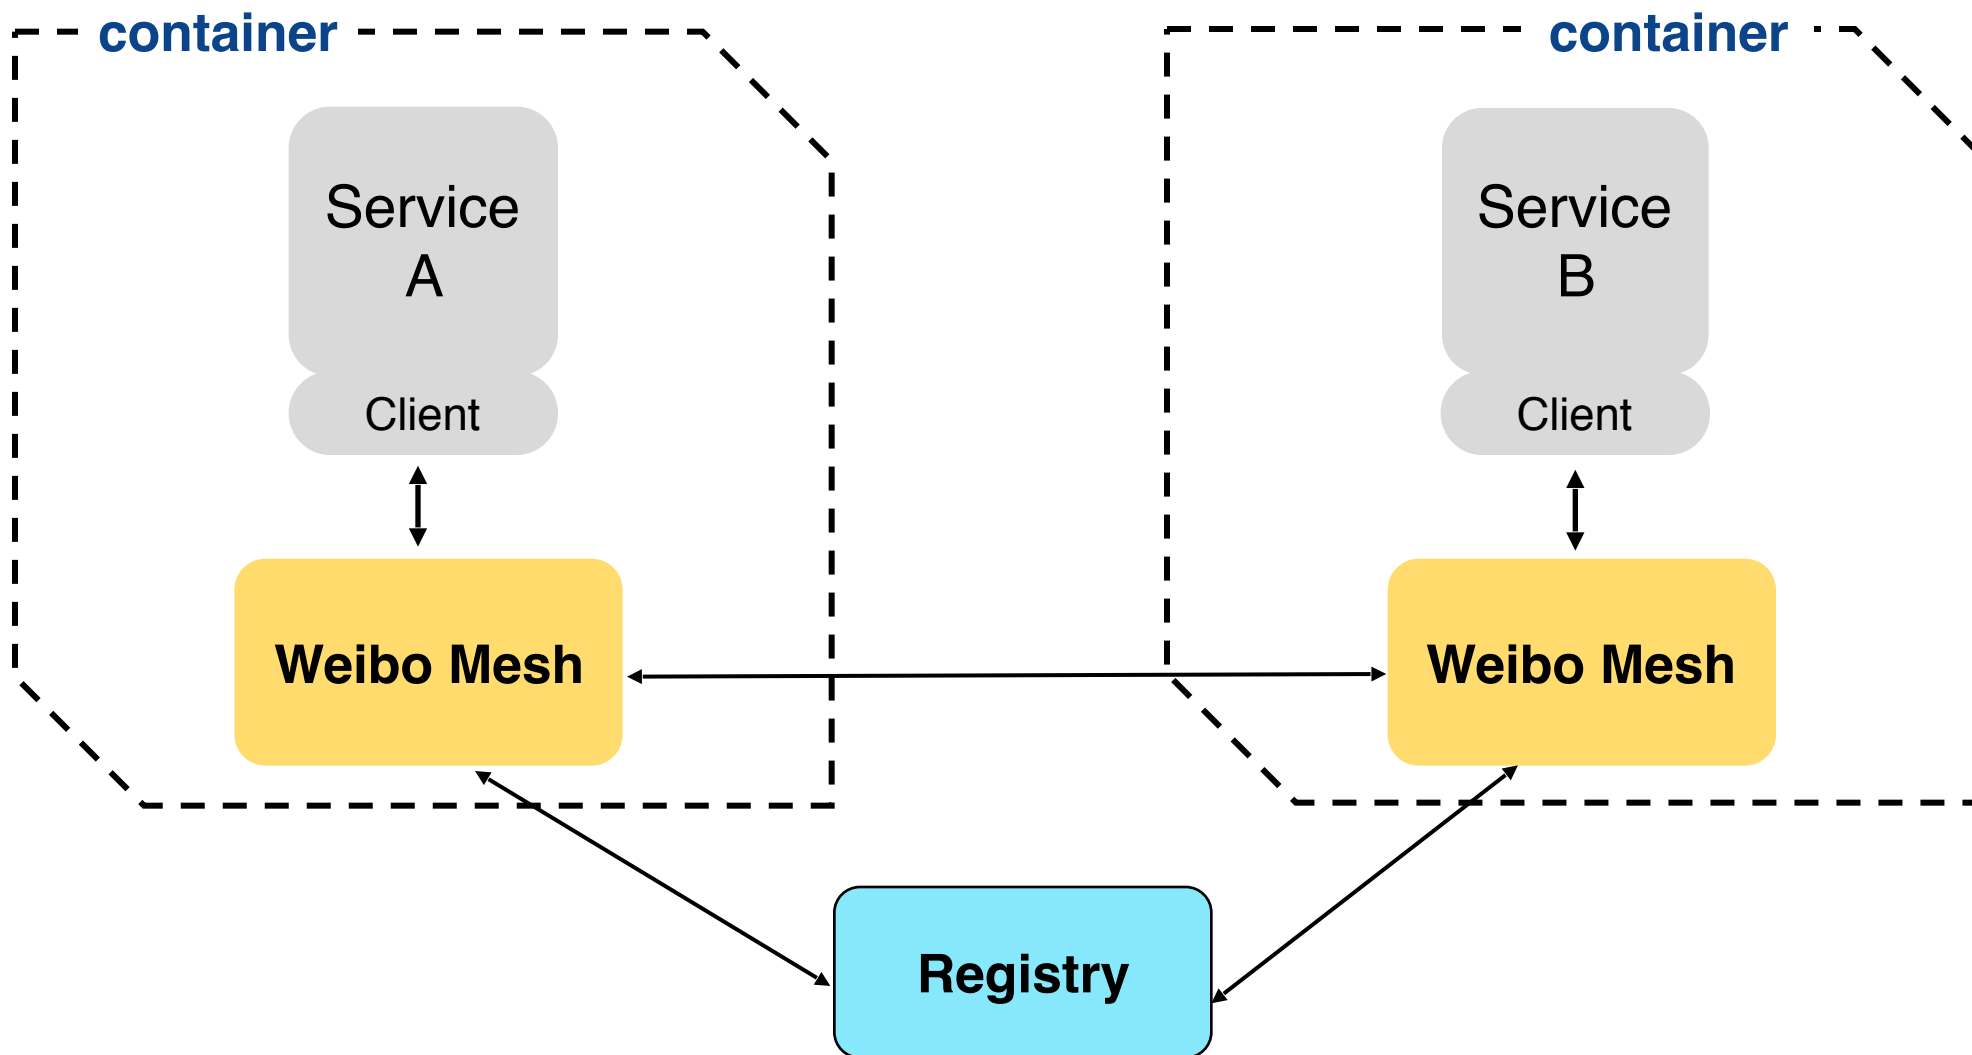 container
container
Service
A
Service
B
Client
Client
Weibo Mesh
Weibo Mesh
Registry